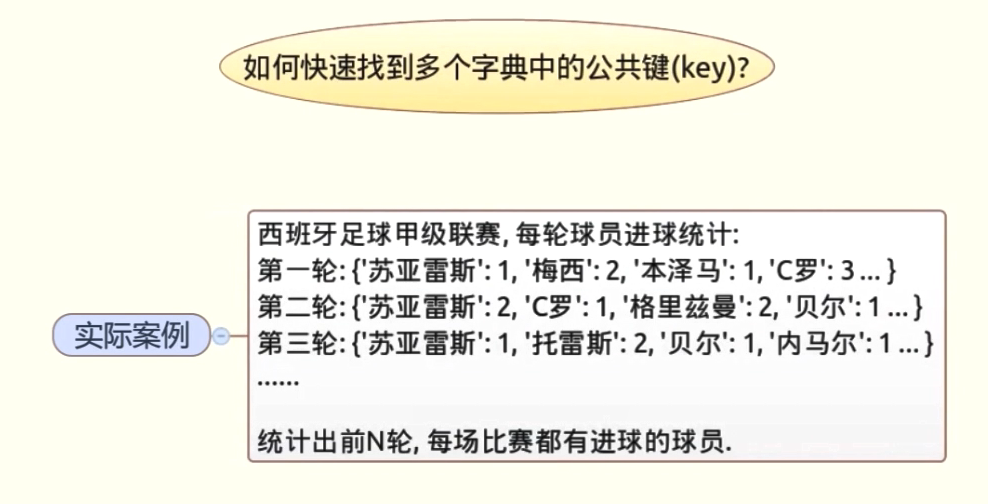 如何快速找到多个字典中的公共键(key)?
西班牙足球甲级联赛, 每轮球员进球统计:
第一轮: {'苏亚雷斯': 1, '梅西': 2, '本泽马': 1, 'C罗': 3 ... }
第二轮: {'苏亚雷斯': 2, 'C罗': 1, '格里兹曼': 2, '贝尔': 1 ... }
实际案例
第三轮: {'苏亚雷斯': 1, '托雷斯': 2, '贝尔': 1, '内马尔': 1 ... }
......
统计出前N轮, 每场比赛都有进球的球员.